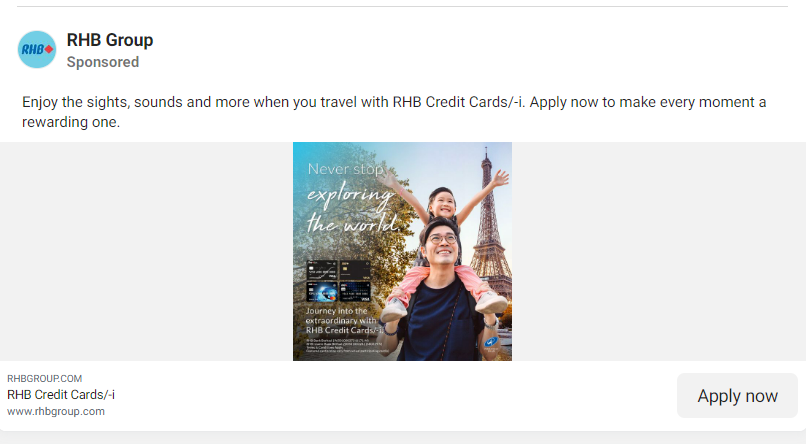 RHB
RHB Group
Sponsored
Enjoy the sights, sounds and more when you travel with RHB Credit Cards/-i. Apply now to make every moment a
rewarding one.
Never stop
exploring
the world.
VISA
VISA
Journey into the
extraordinary with
RHB Credit Cards/-i.
RHBGROUP.COM
RHB Credit Cards/-i
www.rhbgroup.com
Apply now